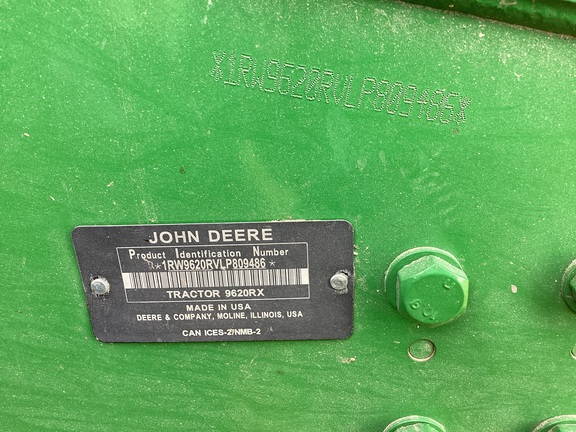 *1RW9620RVLP809486*
JOHN DEERE
Product Identification Number
*1RW9620RVLP809486*
TRACTOR 9620RX
MADE IN USA
DEERE & COMPANY, MOLINE, ILLINOIS, USA
CAN ICES-2/NMB-2